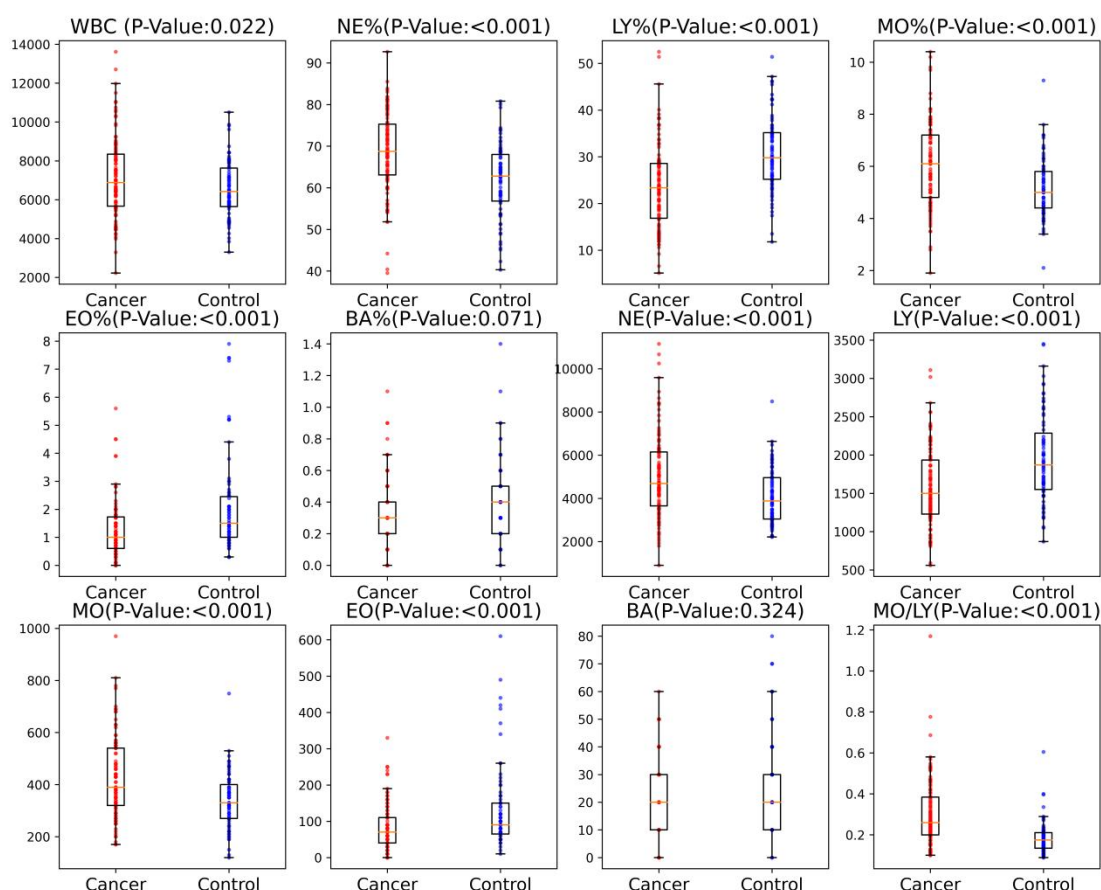 WBC (P-Value:0.022)
14000
12000
10000
8000
6000
4000
2000
Cancer
Control
NE%(P-Value:<0.001)
90
80
70
60
50
40
Cancer
Control
LY%(P-Value:<0.001)
50
40
30
20
10
Cancer
Control
MO%(P-Value:<0.001)
10
8
6
4
2
Cancer
Control
EO%(P-Value:<0.001)
8
7
6
5
4
3
2
1
0
BA%(P-Value:0.071)
1.4
1.2
1.0
0.8
0.6
0.4
0.2
0.0
NE(P-Value:<0.001)
10000
8000
6000
4000
2000
LY(P-Value:<0.001)
3500
3000
2500
2000
1500
1000
500
MO(P-Value:<0.001)
1000
800
600
400
200
Cancer
Control
EO(P-Value:<0.001)
600
500
400
300
200
100
0
Cancer
Control
BA(P-Value:0.324)
80
70
60
50
40
30
20
10
0
Cancer
Control
MO/LY(P-Value:<0.001)
1.2
1.0
0.8
0.6
0.4
0.2
Cancer
Control